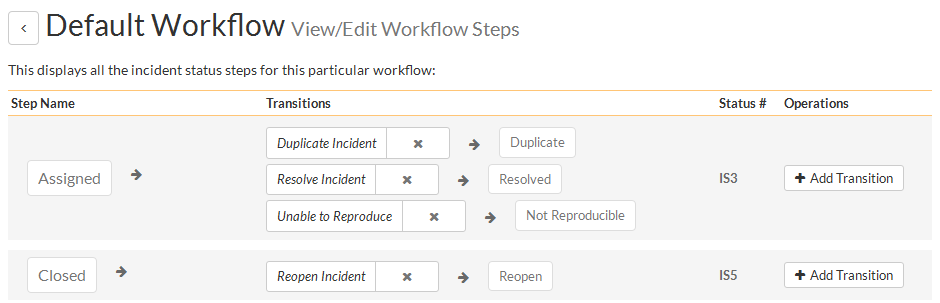 Default Workflow View/Edit Workflow Steps
This displays all the incident status steps for this particular workflow:
Step Name Transitions Status # Operations
Duplicate Incident Duplicate
Assigned Resolve Incident Resolved IS3 Add Transition
Unable to Reproduce Not Reproducible
Closed Reopen Incident Reopen IS5 Add Transition